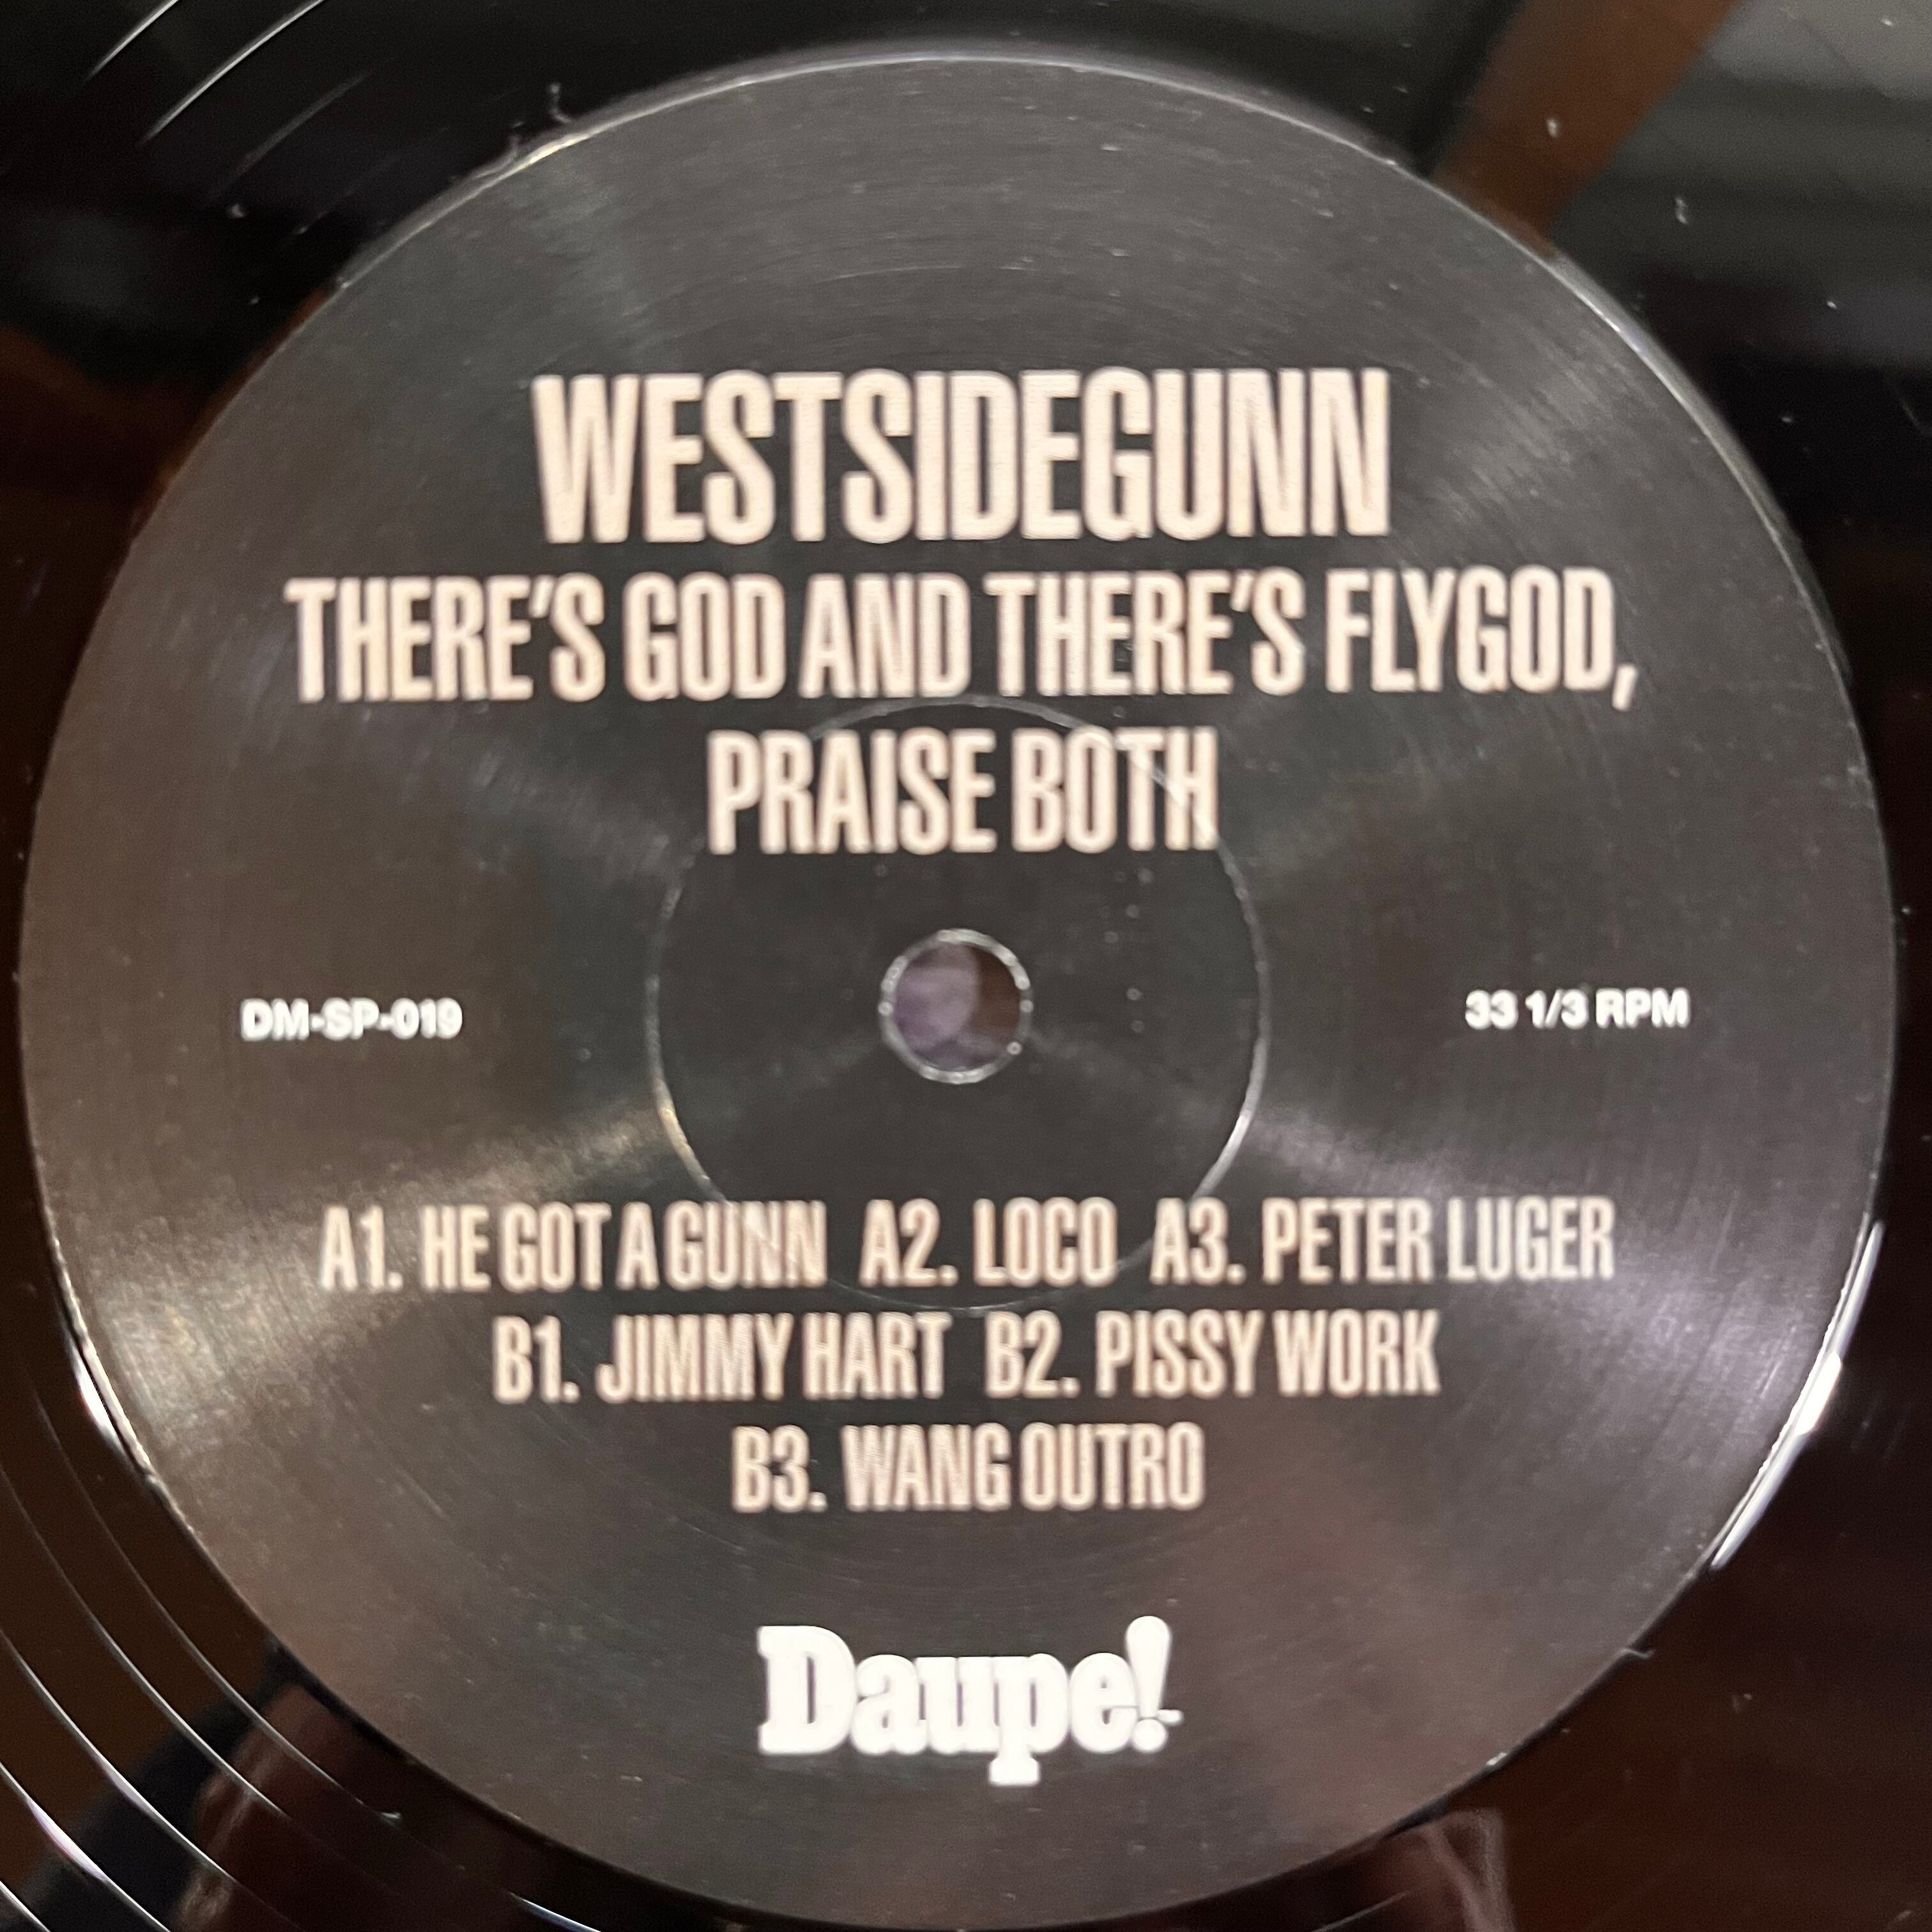 WESTSIDEGUNN
THERE'S GOD AND THERE'S FLYGOD,
PRAISE BOTH
DM-SP-019
33 1/3 RPM
A1. HE GOT A GUNN A2. LOCO A3. PETER LUGER
B1. JIMMY HART B2. PISSY WORK
B3. WANG OUTRO
Daupe!